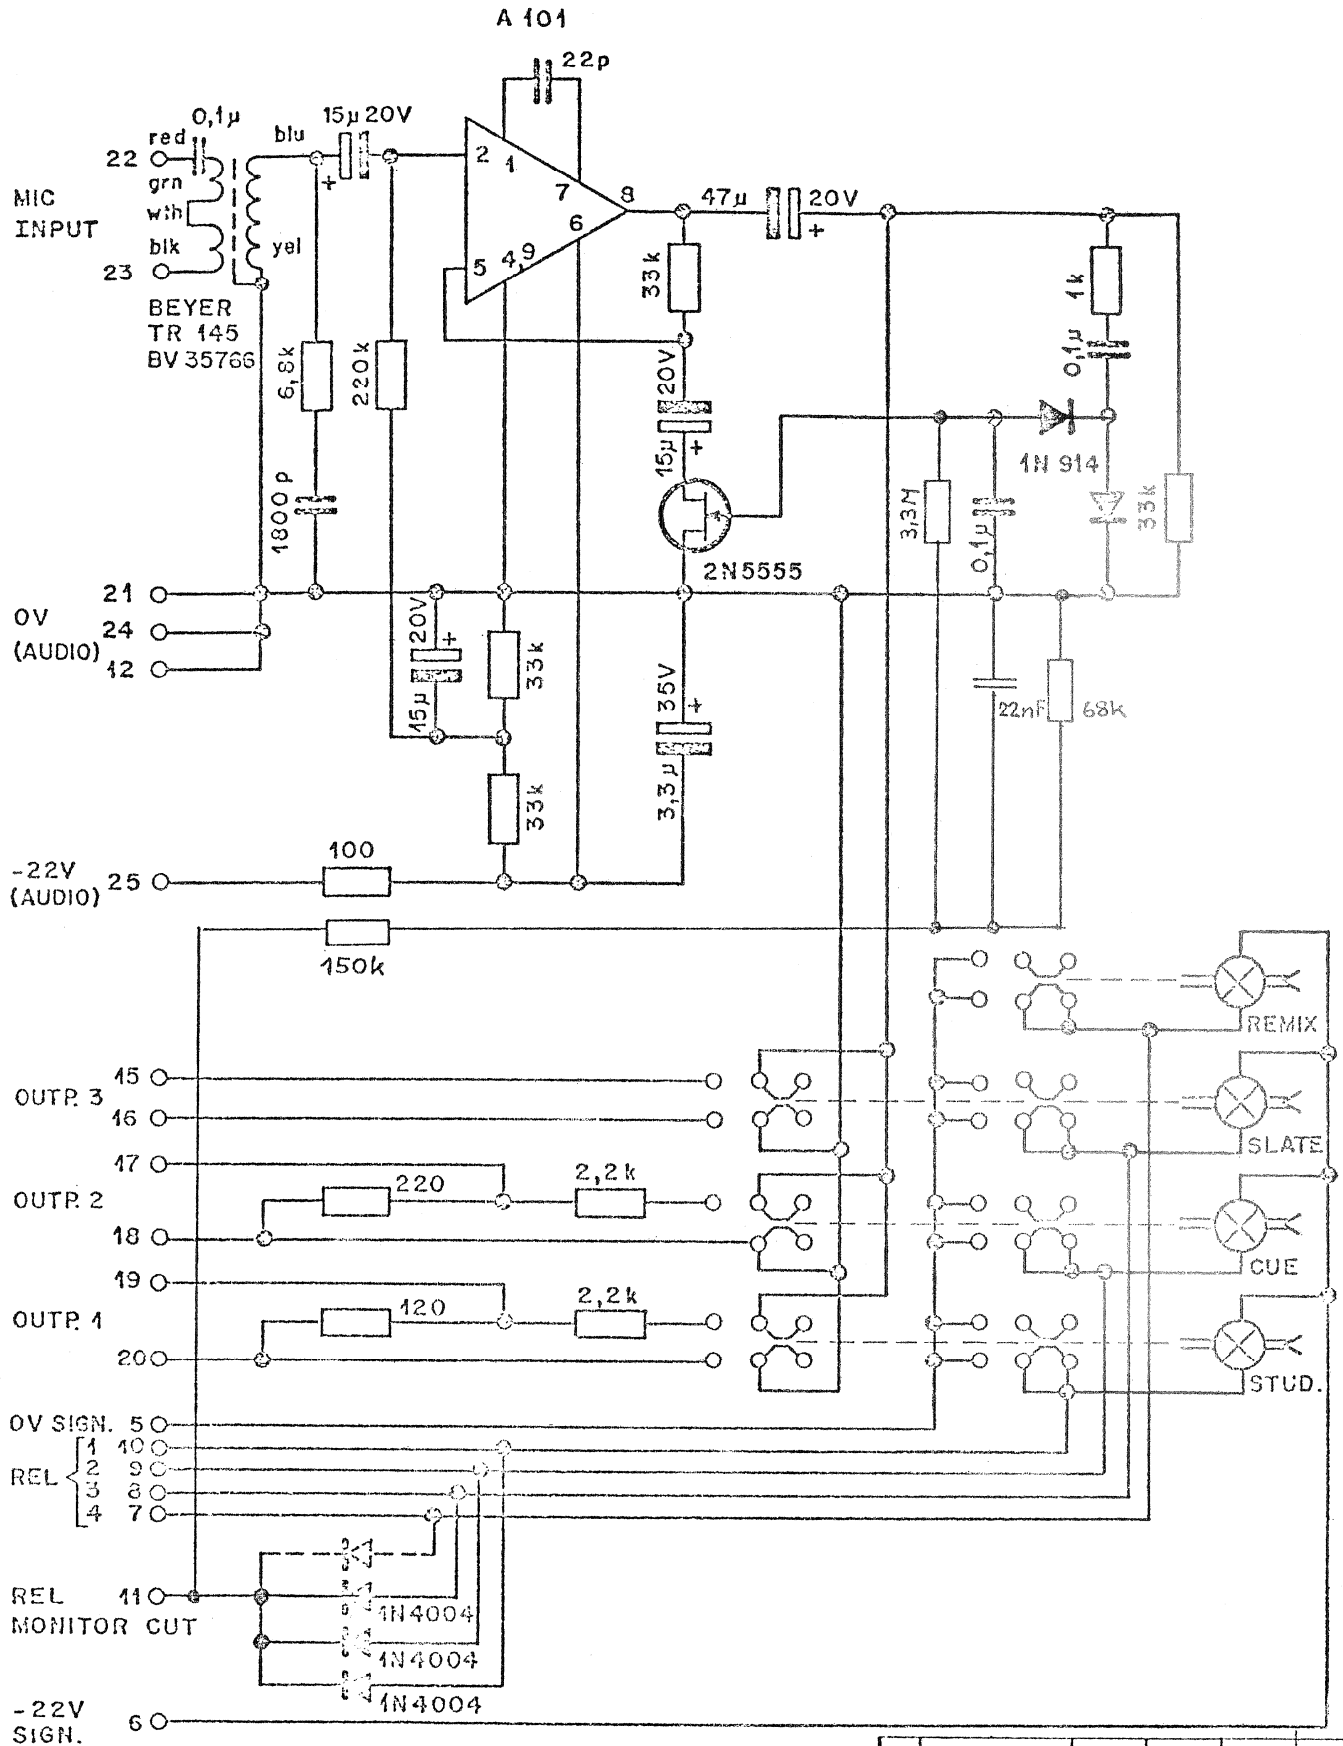 A 101
22p
0,1µ
15µ 20V
red
blu
22
grn
wth
blk
23
yel
MIC
INPUT
+
2
1
7
8
6
5
4,9
47µ
20V
+
33k
1k
0,1µ
BEYER
TR 145
BV 35766
6,8k
220k
20V
15µ
+
1N 914
1800p
3,3M
0,1µ
33k
2N5555
21
0V
(AUDIO)
24
12
20V
+
15µ
33k
35V
+
3,3µ
22nF
68k
33k
-22V
(AUDIO)
25
100
150k
REMIX
OUTP. 3
15
16
SLATE
17
OUTP. 2
220
2,2k
18
CUE
19
OUTP. 1
120
2,2k
20
STUD.
0V SIGN. 5
REL
1 10
2 9
3 8
4 7
REL
MONITOR CUT
11
1N4004
1N4004
1N4004
-22V
SIGN.
6